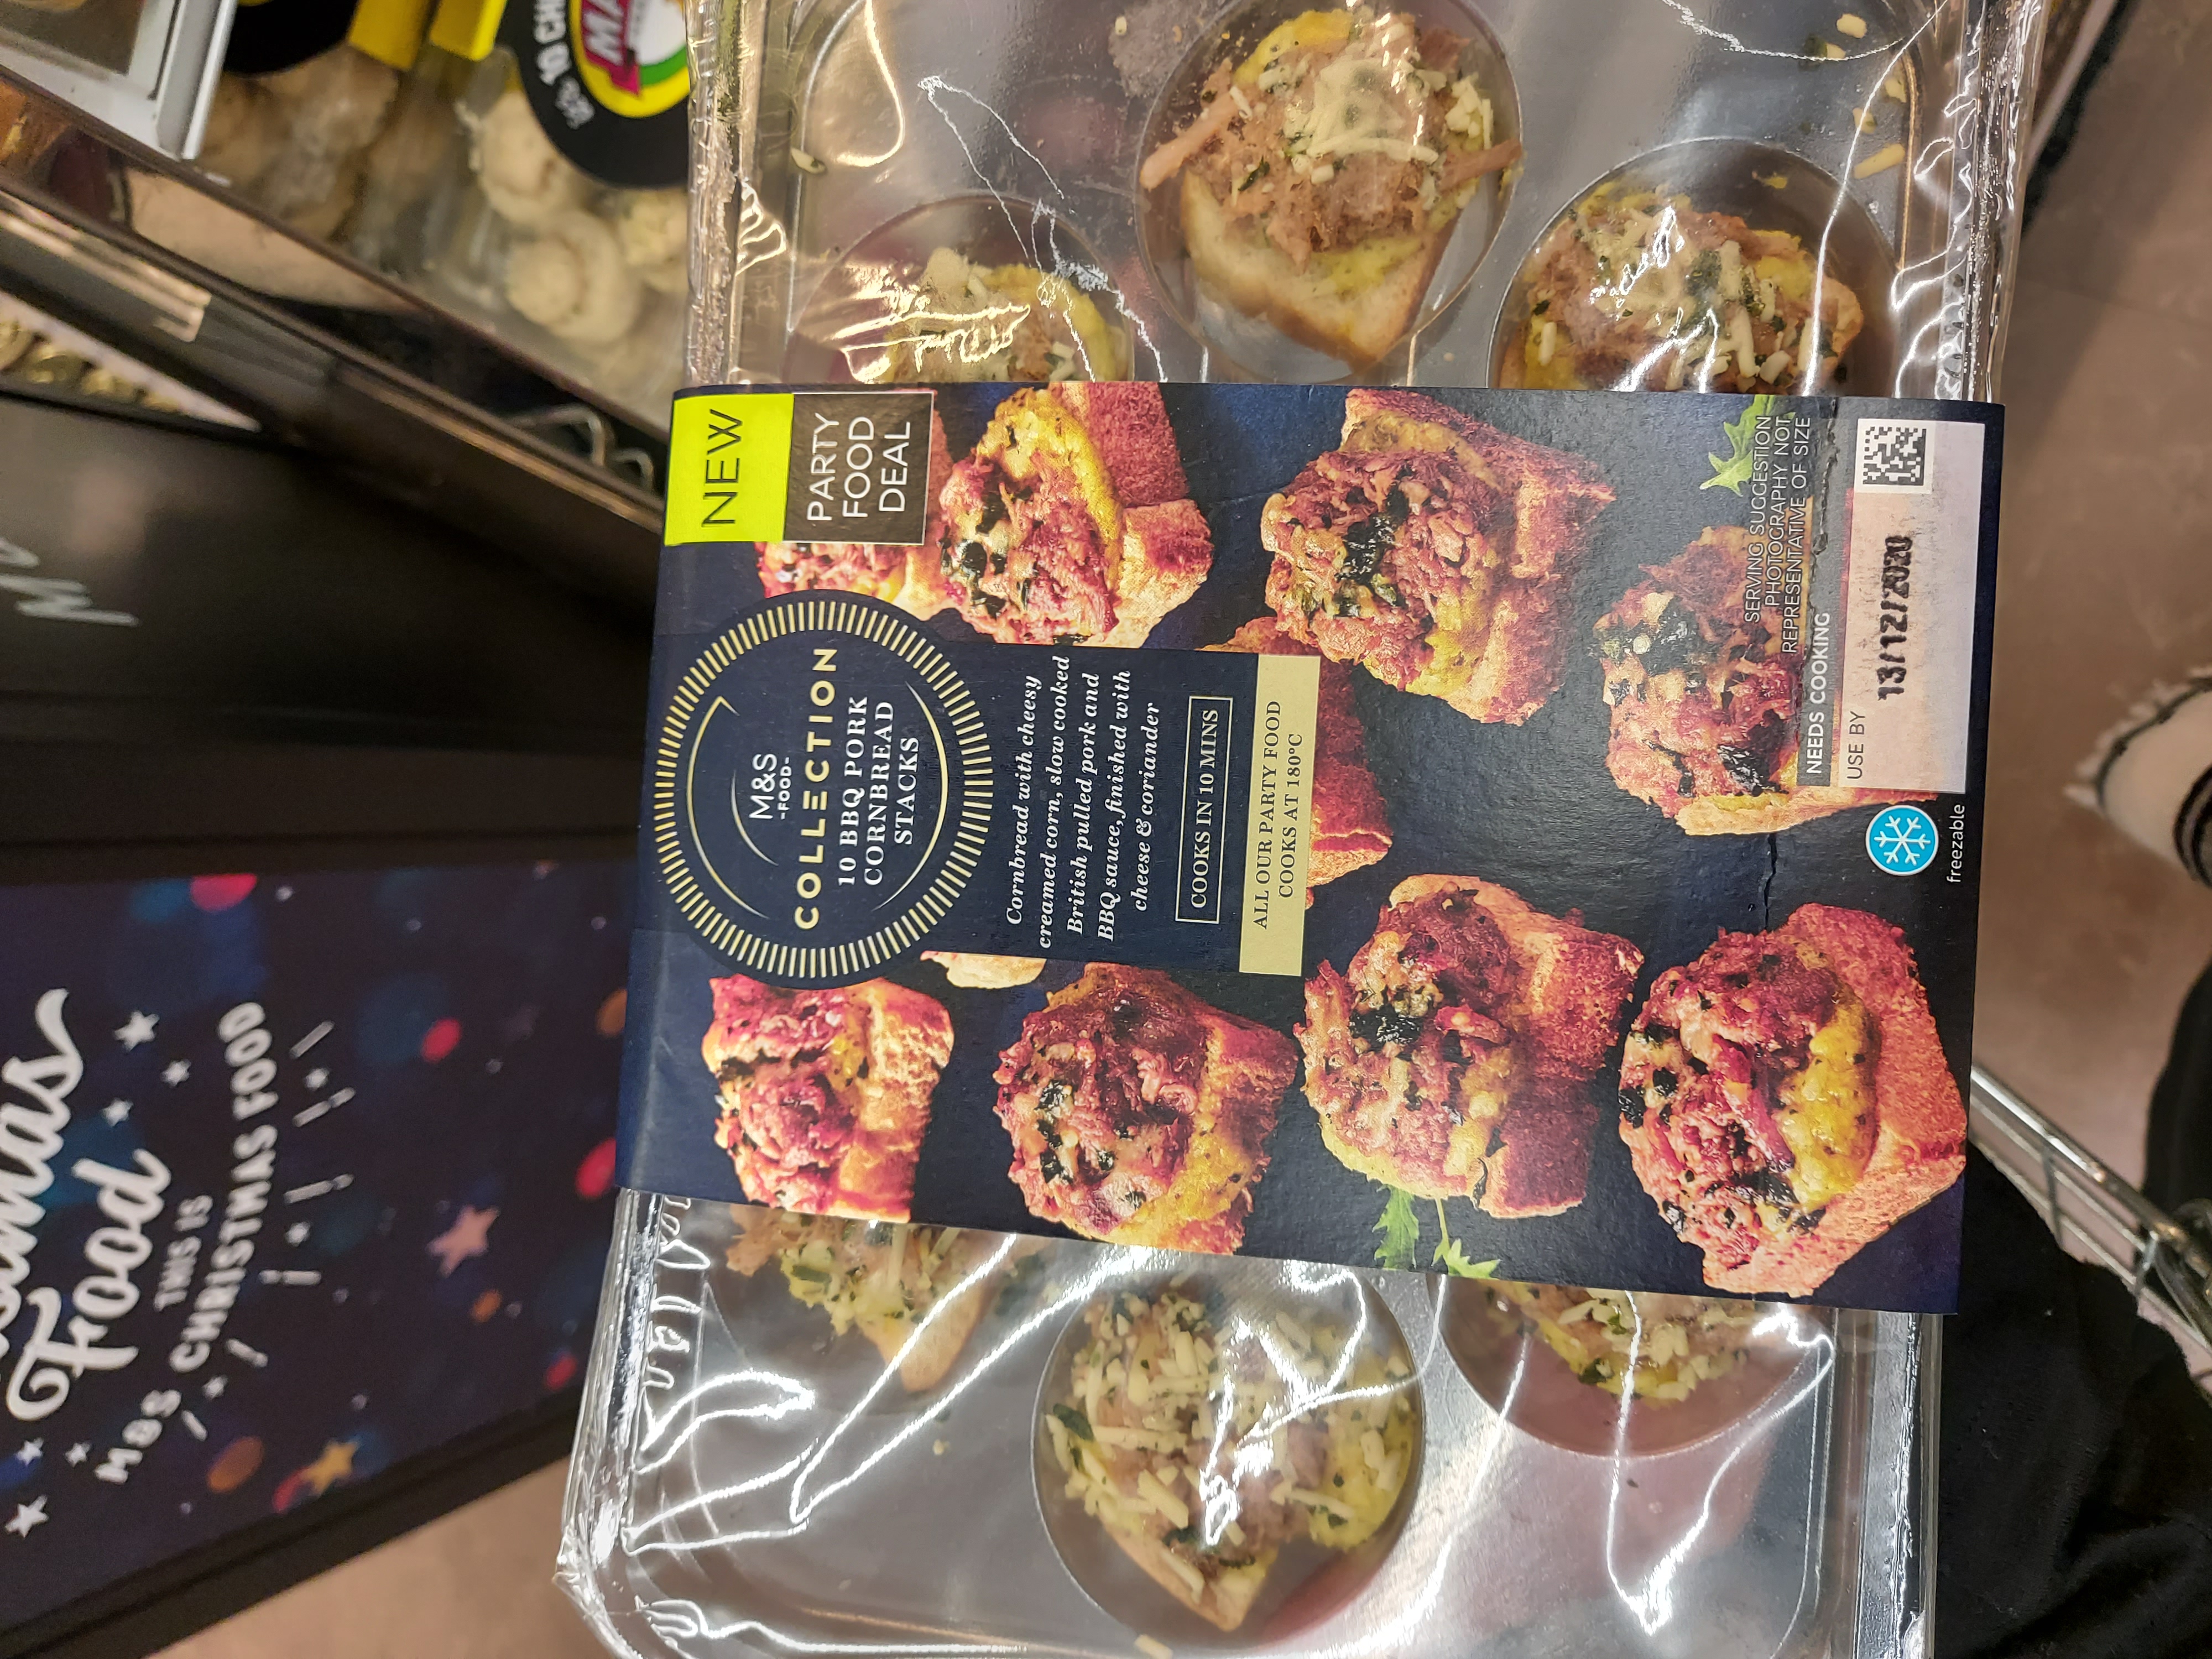 Food
THIS IS
M&S CHRISTMAS FOOD
M&S
-FOOD-
COLLECTION
10 BBQ PORK
CORNBREAD
STACKS
NEW
PARTY
FOOD
DEAL
Cornbread with cheesy
creamed corn, slow cooked
British pulled pork and
BBQ sauce, finished with
cheese & coriander
COOKS IN 10 MINS
ALL OUR PARTY FOOD
COOKS AT 180°C
SERVING SUGGESTION
PHOTOGRAPHY NOT
REPRESENTATIVE OF SIZE
NEEDS COOKING
USE BY
13/12/2020
freezable
10